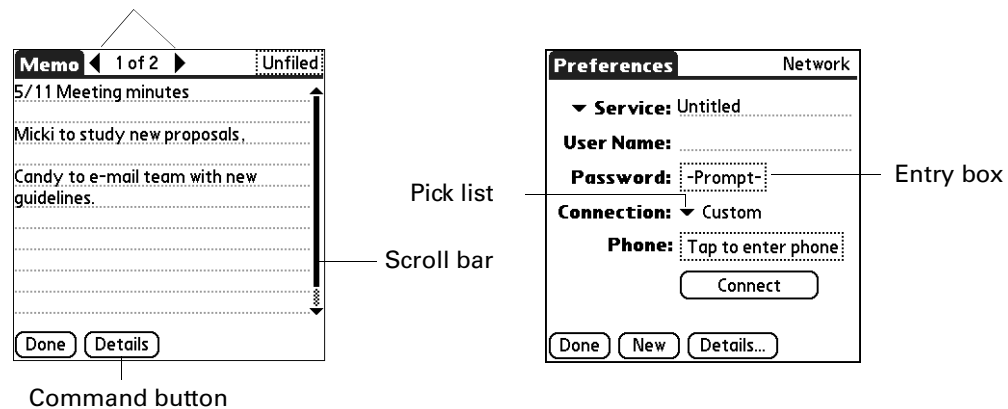 Memo 1 of 2 Unfiled
5/11 Meeting minutes
Micki to study new proposals,
Candy to e-mail team with new
guidelines.
Done Details
Command button
Scroll bar
Preferences Network
Service: Untitled
User Name:
Password: -Prompt-
Connection: Custom
Phone: Tap to enter phone
Connect
Done New Details...
Pick list
Entry box